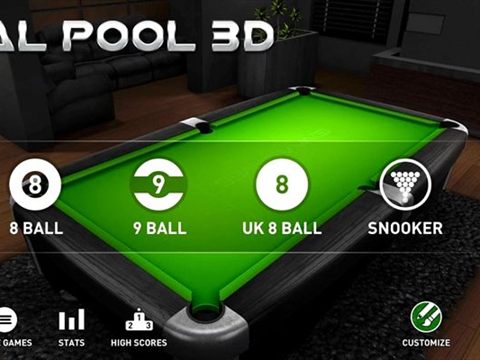 AL POOL 3D
8
9
8
8 BALL
9 BALL
UK 8 BALL
SNOOKER
GAMES
STATS
2
1
3
HIGH SCORES
CUSTOMIZE